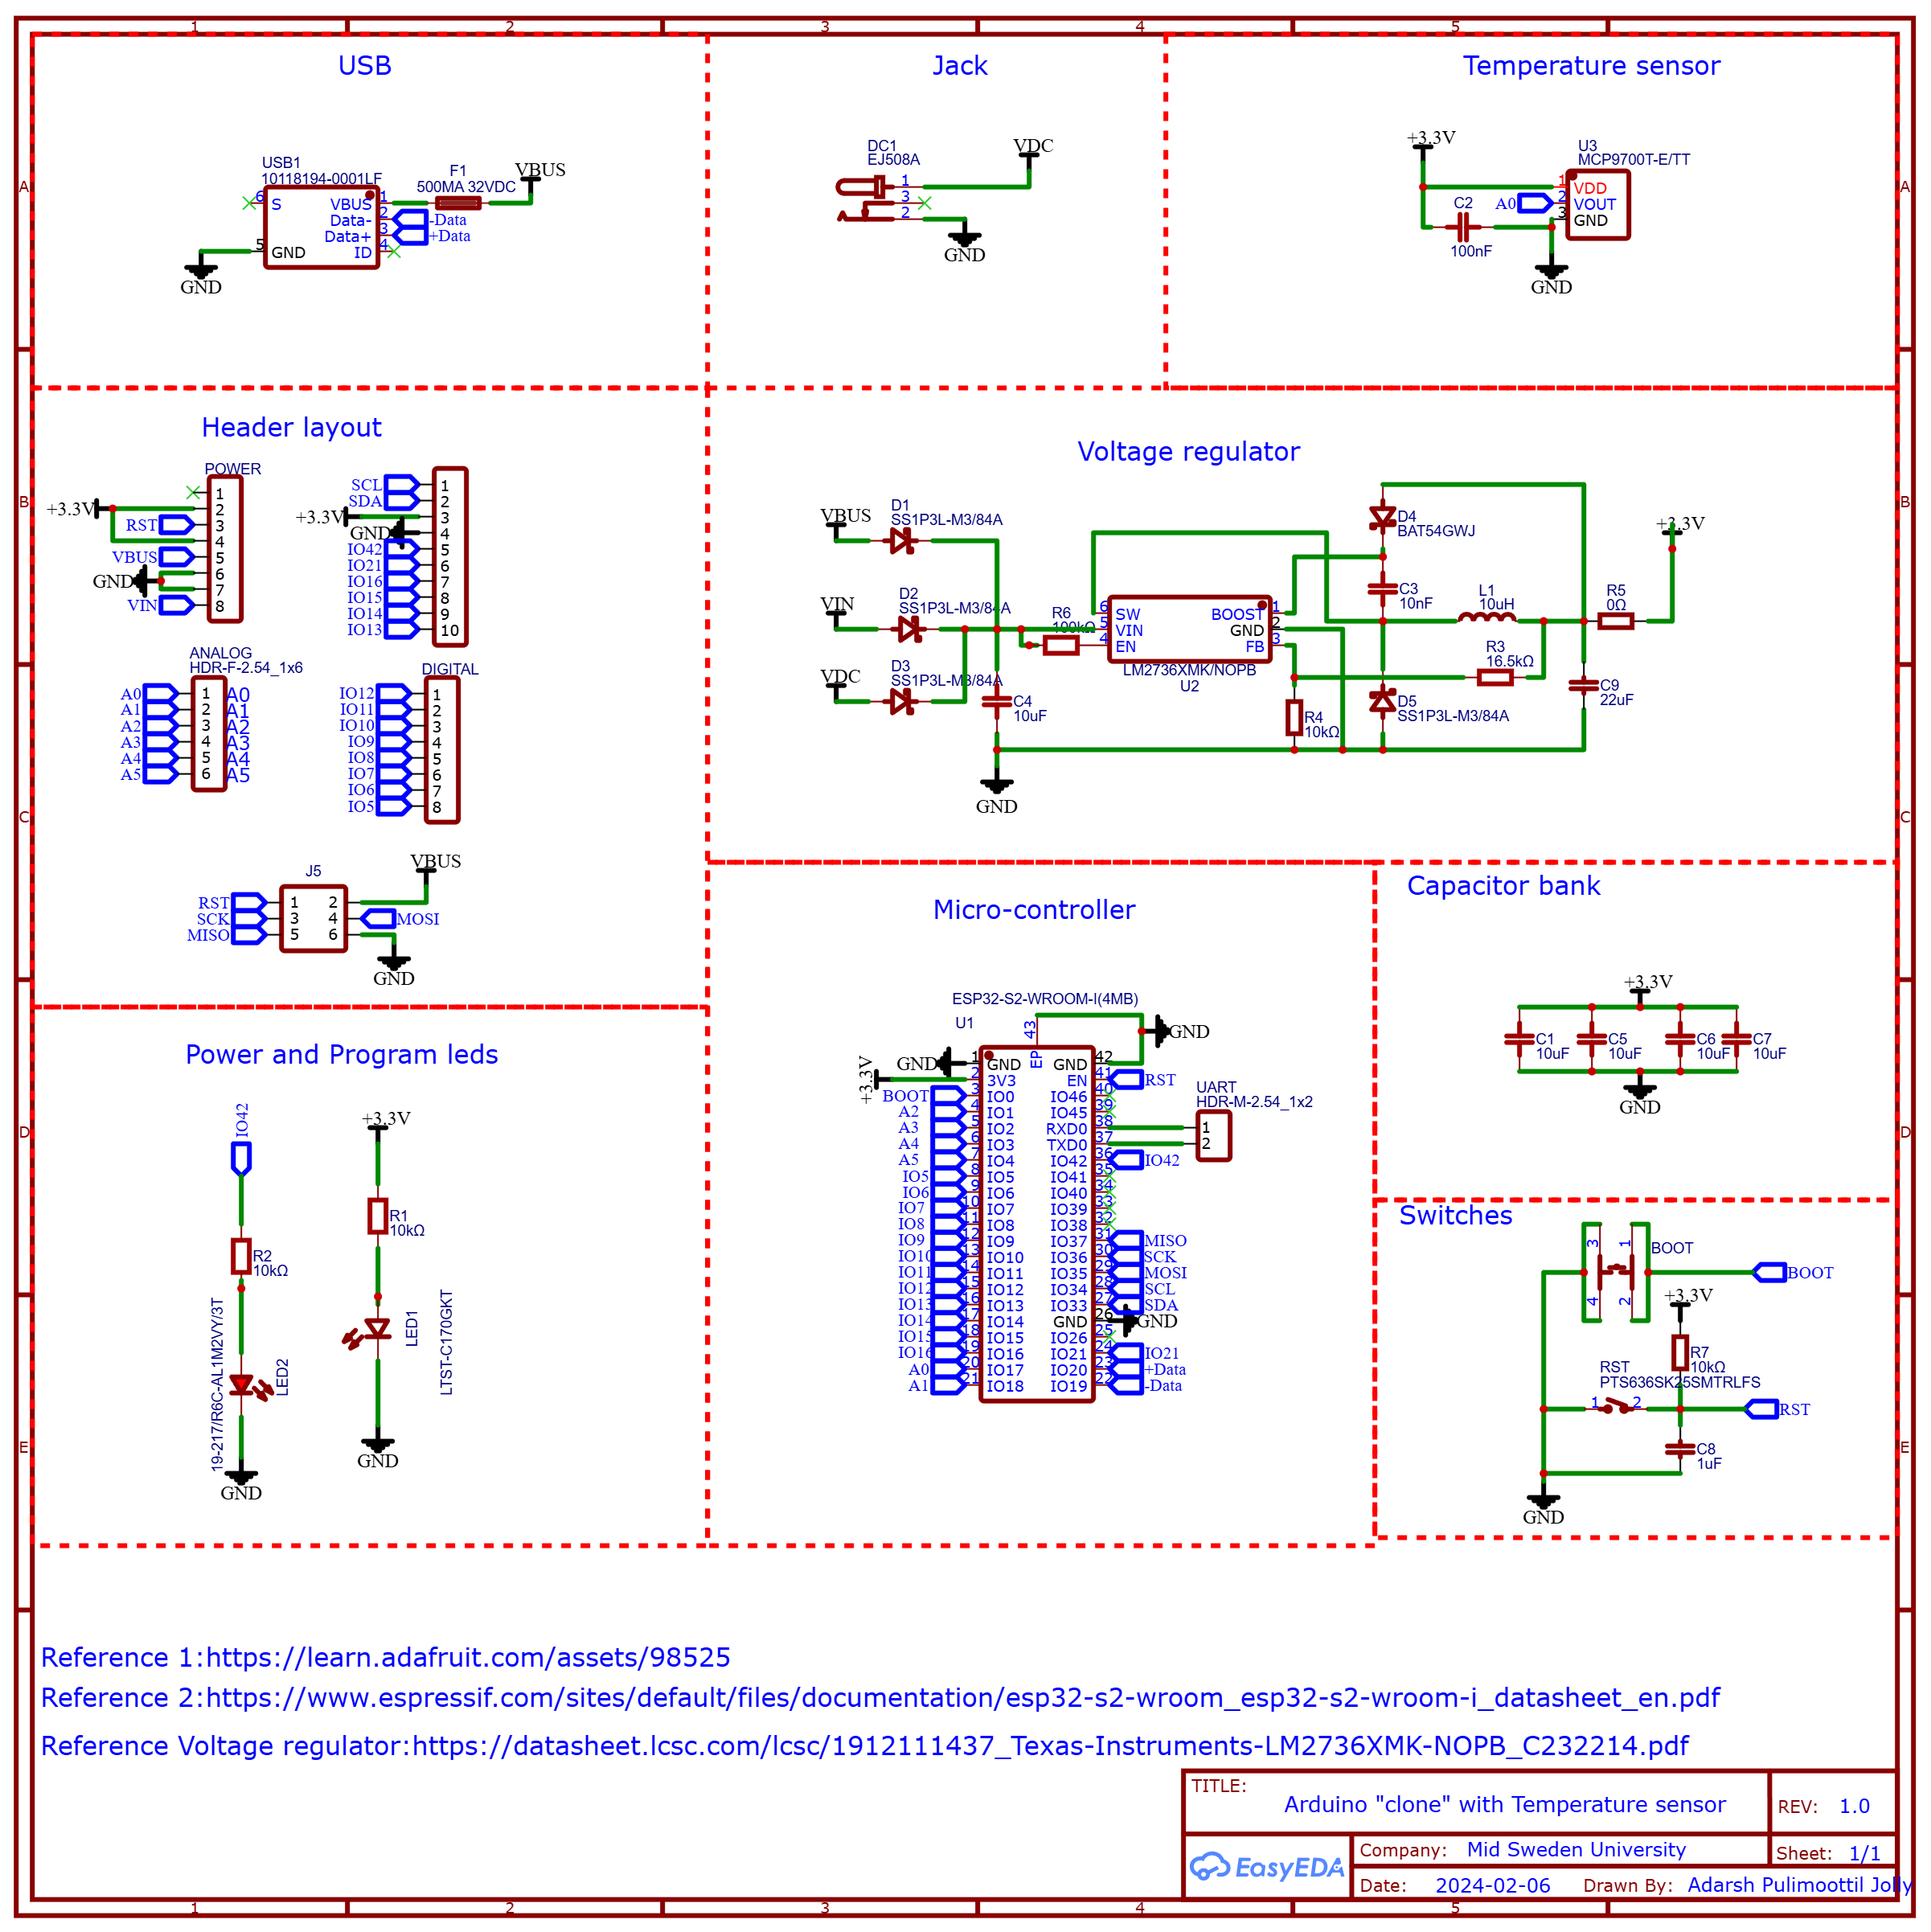 1 2 3 4 5
USB
Jack
Temperature sensor
A
USB1
10118194-0001LF
F1
500MA 32VDC
VBUS
6 S VBUS 1
Data- 2 -Data
Data+ 3 +Data
5 GND ID 4
GND
DC1
EJ508A
VDC
1
3
2
GND
+3.3V
U3
MCP9700T-E/TT
1 VDD
A0 2 VOUT
3 GND
C2
100nF
GND
A
Header layout
B
POWER
1
+3.3V 2
RST 3
4
VBUS 5
GND 6
7
VIN 8
SCL 1
SDA 2
+3.3V 3
GND 4
IO42 5
IO21 6
IO16 7
IO15 8
IO14 9
IO13 10
ANALOG
HDR-F-2.54_1x6
A0 1 A0
A1 2 A1
A2 3 A2
A3 4 A3
A4 5 A4
A5 6 A5
DIGITAL
IO12 1
IO11 2
IO10 3
IO9 4
IO8 5
IO7 6
IO6 7
IO5 8
C
J5
VBUS
RST 1 2
SCK 3 4 MOSI
MISO 5 6
GND
Voltage regulator
B
VBUS
D1
SS1P3L-M3/84A
VIN
D2
SS1P3L-M3/84A
VDC
D3
SS1P3L-M3/84A
R6
100kΩ
C4
10uF
GND
6 SW BOOST 1
5 VIN GND 2
4 EN FB 3
LM2736XMK/NOPB
U2
D4
BAT54GWJ
C3
10nF
L1
10uH
R5
0Ω
+3.3V
R3
16.5kΩ
R4
10kΩ
D5
SS1P3L-M3/84A
C9
22uF
C
Micro-controller
ESP32-S2-WROOM-I(4MB)
U1
43
EP
GND
GND 1 GND GND 42
+3.3V 2 3V3 EN 41 RST
BOOT 3 IO0 IO46 40
A2 4 IO1 IO45 39
A3 5 IO2 RXD0 38
A4 6 IO3 TXD0 37
A5 7 IO4 IO42 36 IO42
IO5 8 IO5 IO41 35
IO6 9 IO6 IO40 34
IO7 10 IO7 IO39 33
IO8 11 IO8 IO38 32
IO9 12 IO9 IO37 31 MISO
IO10 13 IO10 IO36 30 SCK
IO11 14 IO11 IO35 29 MOSI
IO12 15 IO12 IO34 28 SCL
IO13 16 IO13 IO33 27 SDA
IO14 17 IO14 GND 26 GND
IO15 18 IO15 IO26 25
IO16 19 IO16 IO21 24 IO21
A0 20 IO17 IO20 23 +Data
A1 21 IO18 IO19 22 -Data
UART
HDR-M-2.54_1x2
1
2
Capacitor bank
+3.3V
C1
10uF
C5
10uF
C6
10uF
C7
10uF
GND
D
Power and Program leds
IO42
R2
10kΩ
19-217/R6C-AL1M2VY/3T
LED2
GND
+3.3V
R1
10kΩ
LED1
LTST-C170GKT
GND
D
E
Switches
3 1
4 2
BOOT
BOOT
+3.3V
R7
10kΩ
RST
PTS636SK25SMTRLFS
1 2
RST
C8
1uF
GND
E
Reference 1:https://learn.adafruit.com/assets/98525
Reference 2:https://www.espressif.com/sites/default/files/documentation/esp32-s2-wroom_esp32-s2-wroom-i_datasheet_en.pdf
Reference Voltage regulator:https://datasheet.lcsc.com/lcsc/1912111437_Texas-Instruments-LM2736XMK-NOPB_C232214.pdf
TITLE:
Arduino "clone" with Temperature sensor
REV: 1.0
EasyEDA
Company: Mid Sweden University
Sheet: 1/1
Date: 2024-02-06
Drawn By: Adarsh Pulimoottil Jolly
1 2 3 4 5